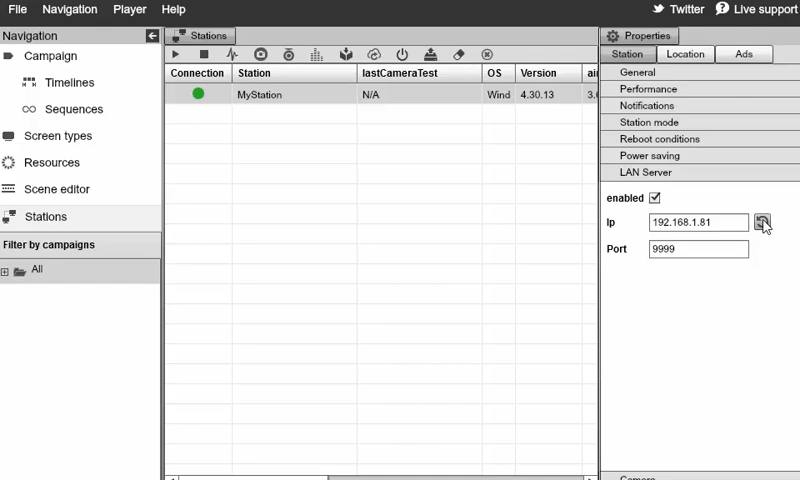 File Navigation Player Help Twitter Live support
Navigation
Campaign
Timelines
Sequences
Screen types
Resources
Scene editor
Stations
Filter by campaigns
All
Stations
Connection Station lastCameraTest OS Version
MyStation N/A Wind 4.30.13
Properties
Station Location Ads
General
Performance
Notifications
Station mode
Reboot conditions
Power saving
LAN Server
enabled
Ip 192.168.1.81
Port 9999